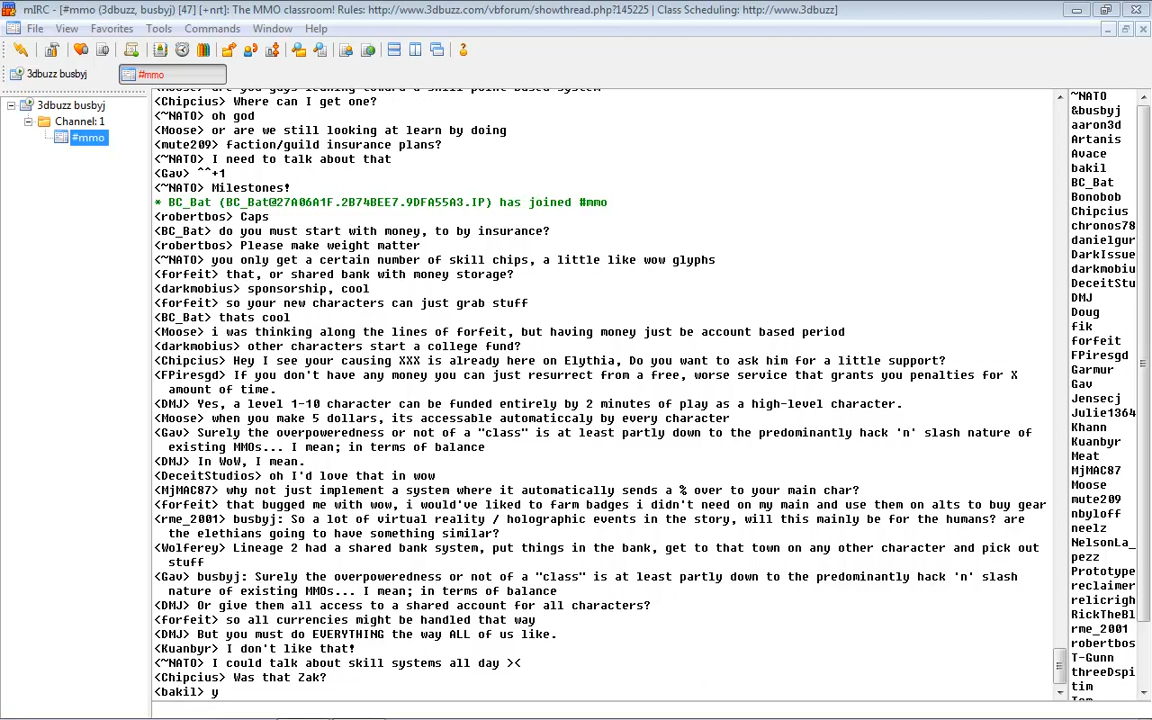 mIRC - [#mmo (3dbuzz, busbyj) [47] [+nrt]: The MMO classroom! Rules: http://www.3dbuzz.com/vbforum/showthread.php?145225 | Class Scheduling: http://www.3dbuzz]
File View Favorites Tools Commands Window Help
3dbuzz busbyj #mmo
3dbuzz busbyj
Channel: 1
#mmo
<Chipcius> Where can I get one?
<~NATO> oh god
<Moose> or are we still looking at learn by doing
<mute209> faction/guild insurance plans?
<~NATO> I need to talk about that
<Gav> ^^+1
<~NATO> Milestones!
* BC_Bat (BC_Bat@27A06A1F.2B74BEE7.9DFA55A3.IP) has joined #mmo
<robertbos> Caps
<BC_Bat> do you must start with money, to by insurance?
<robertbos> Please make weight matter
<~NATO> you only get a certain number of skill chips, a little like wow glyphs
<forfeit> that, or shared bank with money storage?
<darkmobius> sponsorship, cool
<forfeit> so your new characters can just grab stuff
<BC_Bat> thats cool
<Moose> i was thinking along the lines of forfeit, but having money just be account based period
<darkmobius> other characters start a college fund?
<Chipcius> Hey I see your causing XXX is already here on Elythia, Do you want to ask him for a little support?
<FPiresgd> If you don't have any money you can just resurrect from a free, worse service that grants you penalties for X
amount of time.
<DMJ> Yes, a level 1-10 character can be funded entirely by 2 minutes of play as a high-level character.
<Moose> when you make 5 dollars, its accessable automaticcaly by every character
<Gav> Surely the overpoweredness or not of a "class" is at least partly down to the predominantly hack 'n' slash nature of
existing MMOs... I mean; in terms of balance
<DMJ> In WoW, I mean.
<DeceitStudios> oh I'd love that in wow
<MjMAC87> why not just implement a system where it automatically sends a % over to your main char?
<forfeit> that bugged me with wow, i would've liked to farm badges i didn't need on my main and use them on alts to buy gear
<rme_2001> busbyj: So a lot of virtual reality / holographic events in the story, will this mainly be for the humans? are
the elethians going to have something similar?
<Wolferey> Lineage 2 had a shared bank system, put things in the bank, get to that town on any other character and pick out
stuff
<Gav> busbyj: Surely the overpoweredness or not of a "class" is at least partly down to the predominantly hack 'n' slash
nature of existing MMOs... I mean; in terms of balance
<DMJ> Or give them all access to a shared account for all characters?
<forfeit> so all currencies might be handled that way
<DMJ> But you must do EVERYTHING the way ALL of us like.
<Kuanbyr> I don't like that!
<~NATO> I could talk about skill systems all day ><
<Chipcius> Was that Zak?
<bakil> y
~NATO
&busbyj
aaron3d
Artanis
Avace
bakil
BC_Bat
Bonobob
Chipcius
chronos78
danielgur
DarkIssue
darkmobiu
DeceitStu
DMJ
Doug
fik
forfeit
FPiresgd
Garmur
Gav
Jensecj
Julie1364
Khann
Kuanbyr
Meat
MjMAC87
Moose
mute209
nbyloff
neelz
NelsonLa_
pezz
Prototype
reclaimer
relicrigh
RickTheBl
rme_2001
robertbos
T-Gunn
threeDspi
tim